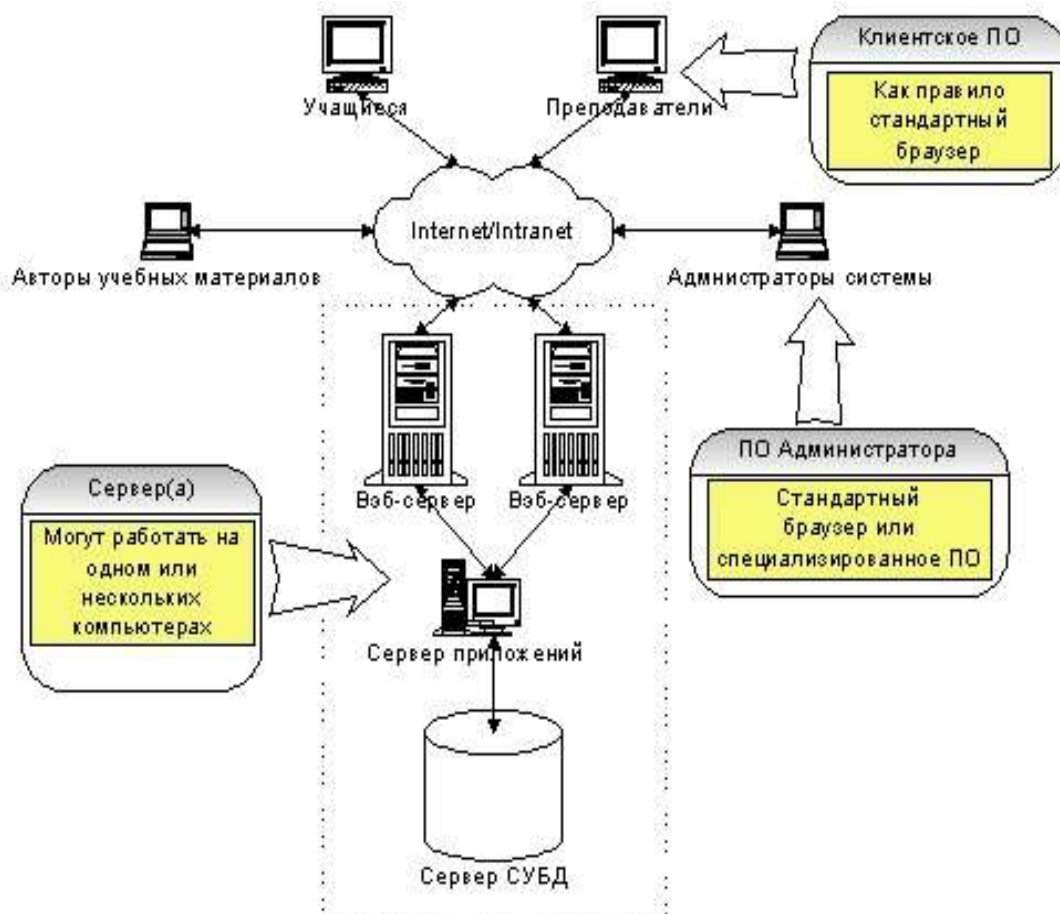 Клиентское ПО
Как правило
стандартный
браузер
Учащиеся
Преподаватели
Internet/Intranet
Авторы учебных материалов
Адмнистраторы системы
ПО Администратора
Стандартный
браузер или
специализированное ПО
Сервер(а)
Могут работать на
одном или
нескольких
компьютерах
Вэб-сервер
Вэб-сервер
Сервер приложений
Сервер СУБД